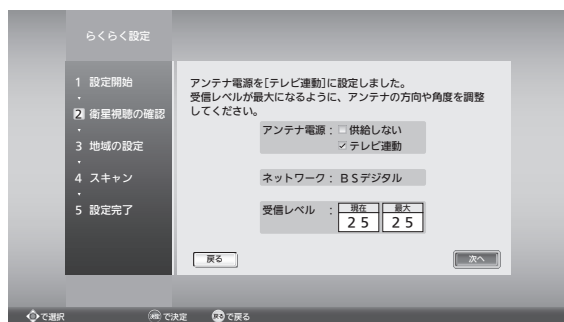 らくらく設定
1 設定開始
2 衛星視聴の確認
3 地域の設定
4 スキャン
5 設定完了
アンテナ電源を[テレビ連動]に設定しました。
受信レベルが最大になるように、アンテナの方向や角度を調整
してください。
アンテナ電源：供給しない
テレビ連動
ネットワーク：BSデジタル
受信レベル ： 現在 最大
25 25
戻る 次へ
で選択 決定 で決定 戻る で戻る